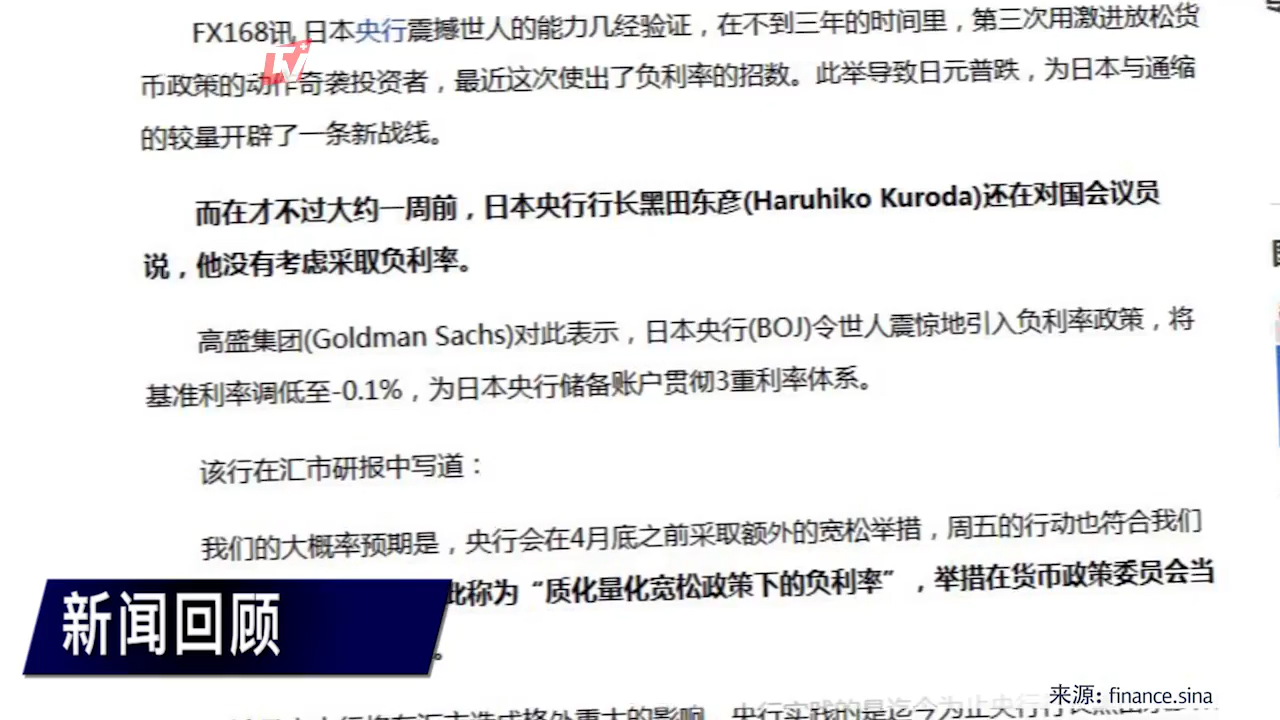 FX168讯 日本央行震撼世人的能力几经验证，在不到三年的时间里，第三次用激进放松货
币政策的动作奇袭投资者，最近这次使出了负利率的招数。此举导致日元普跌，为日本与通缩
的较量开辟了一条新战线。
而在才不过大约一周前，日本央行行长黑田东彦(Haruhiko Kuroda)还在对国会议员
说，他没有考虑采取负利率。
高盛集团(Goldman Sachs)对此表示，日本央行(BOJ)令世人震惊地引入负利率政策，将
基准利率调低至-0.1%，为日本央行储备账户贯彻3重利率体系。
该行在汇市研报中写道：
我们的大概率预期是，央行会在4月底之前采取额外的宽松举措，周五的行动也符合我们
此称为“质化量化宽松政策下的负利率”，举措在货币政策委员会当
新闻回顾
来源: finance.sina
TV